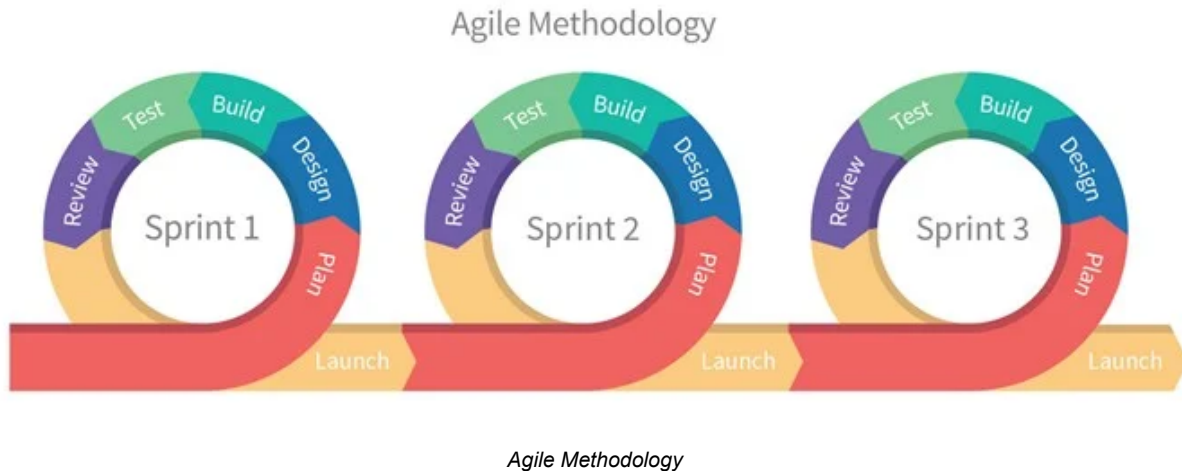 Agile Methodology
Test
Build
Review
Design
Sprint 1
Plan
Launch
Test
Build
Review
Design
Sprint 2
Plan
Launch
Test
Build
Review
Design
Sprint 3
Plan
Launch
Agile Methodology